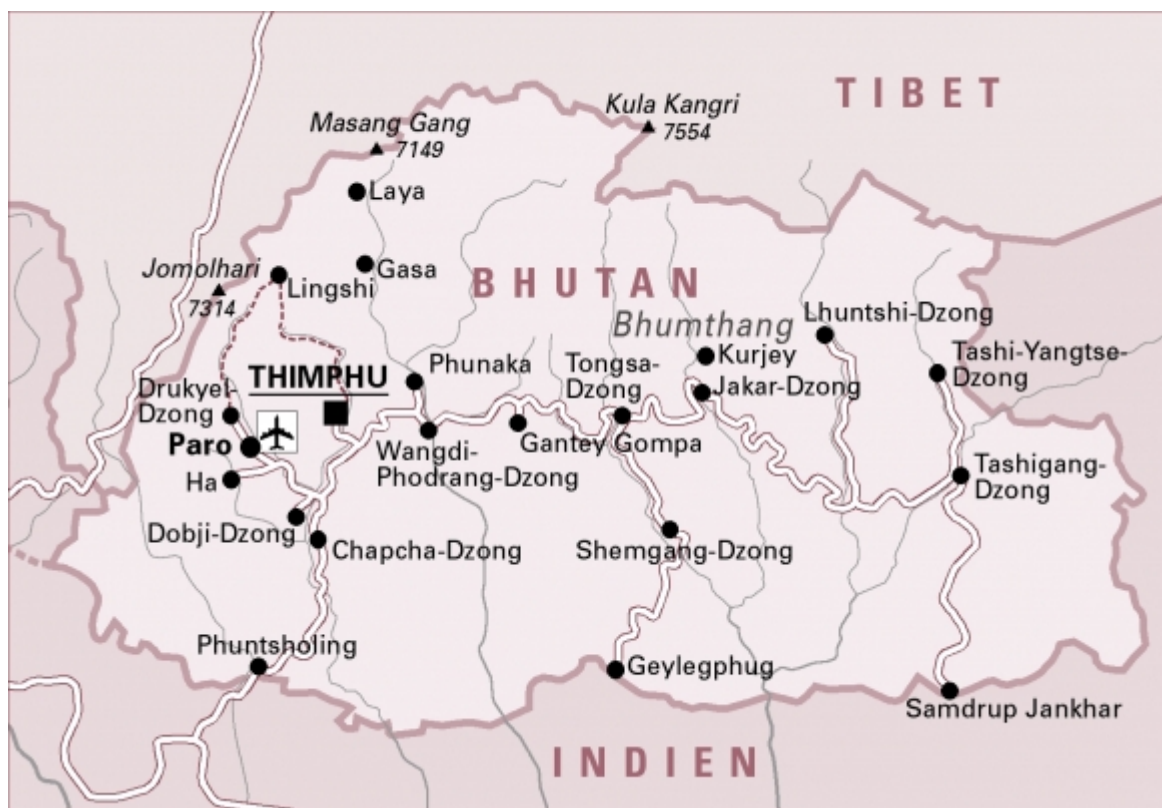 TIBET
Kula Kangri
7554
Masang Gang
7149
Laya
Jomolhari
7314
Lingshi
Gasa
BHUTAN
Bhumthang
Lhuntshi-Dzong
Kurjey
Tashi-Yangtse-
Dzong
THIMPHU
Phunaka
Tongsa-
Dzong
Jakar-Dzong
Drukyel-
Dzong
Paro
Wangdi-
Phodrang-Dzong
Gantey Gompa
Ha
Tashigang-
Dzong
Dobji-Dzong
Chapcha-Dzong
Shemgang-Dzong
Phuntsholing
Geylegphug
Samdrup Jankhar
INDIEN